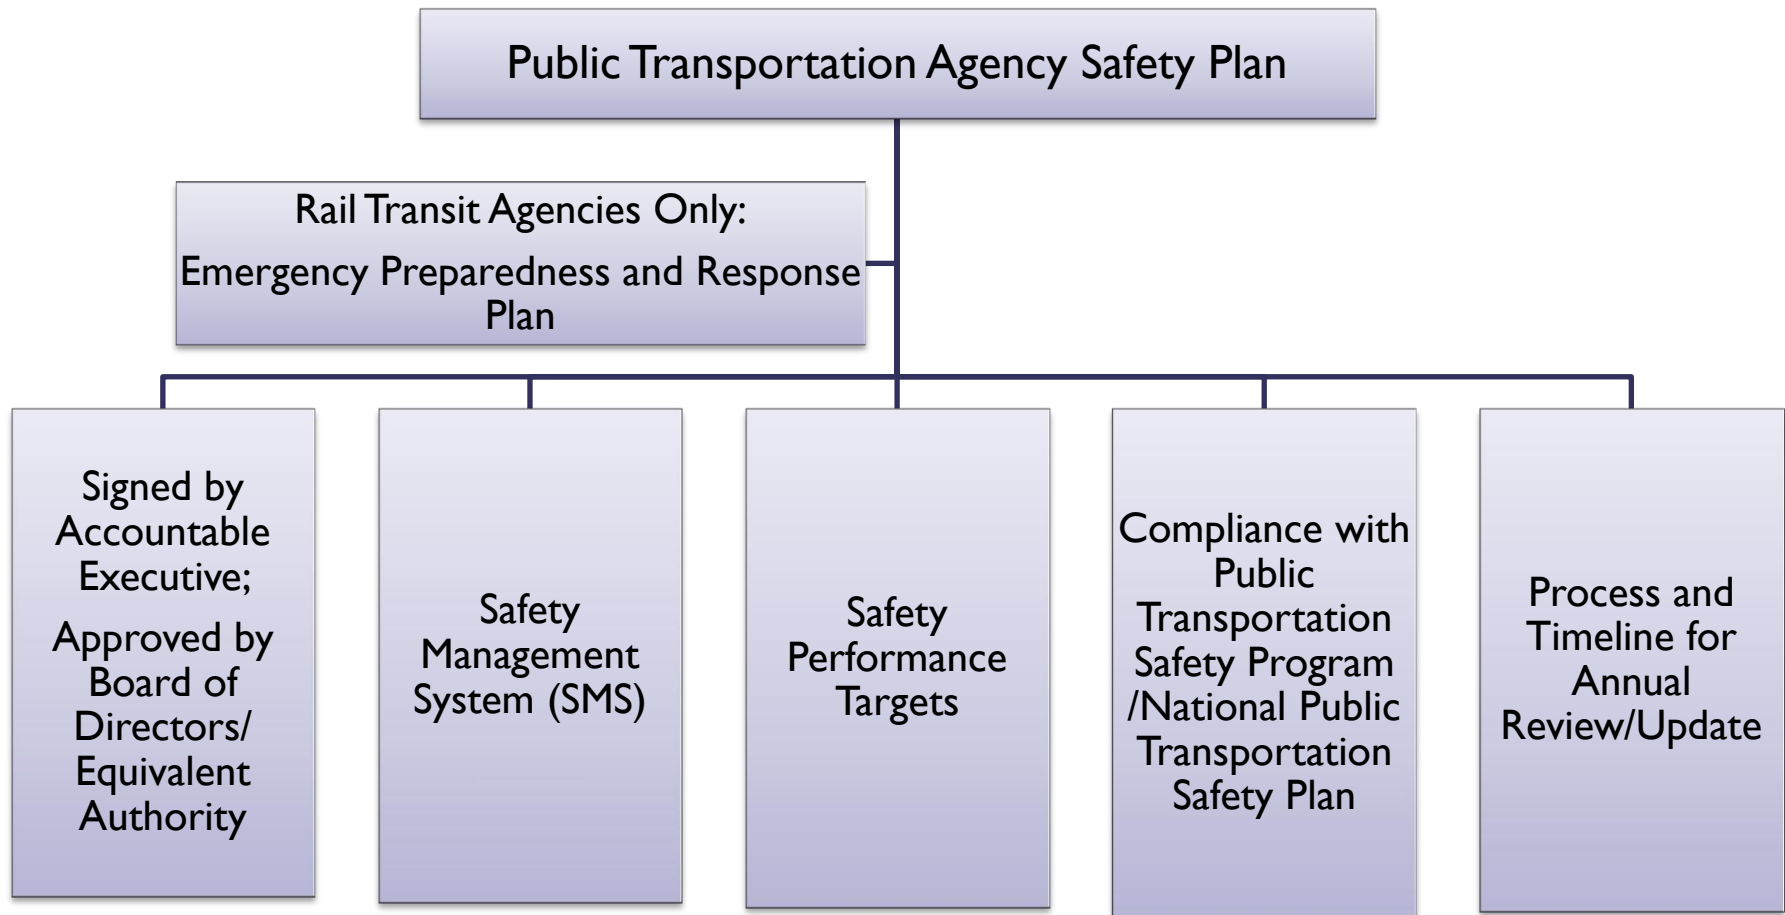 Public Transportation Agency Safety Plan
Rail Transit Agencies Only:
Emergency Preparedness and Response
Plan
Signed by
Accountable
Executive;
Approved by
Board of
Directors/
Equivalent
Authority
Safety
Management
System (SMS)
Safety
Performance
Targets
Compliance with
Public
Transportation
Safety Program
/National Public
Transportation
Safety Plan
Process and
Timeline for
Annual
Review/Update